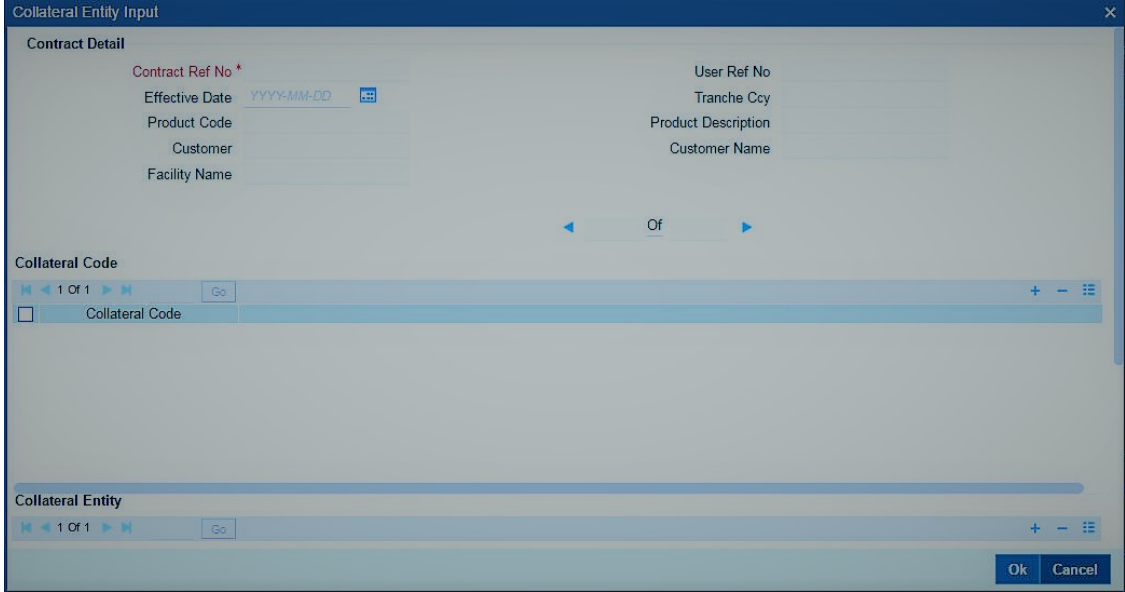 Collateral Entity Input
Contract Detail
Contract Ref No * User Ref No
Effective Date YYYY-MM-DD Tranche Ccy
Product Code Product Description
Customer Customer Name
Facility Name
Of
Collateral Code
1 Of 1 Go
Collateral Code
Collateral Entity
1 Of 1 Go
Ok Cancel